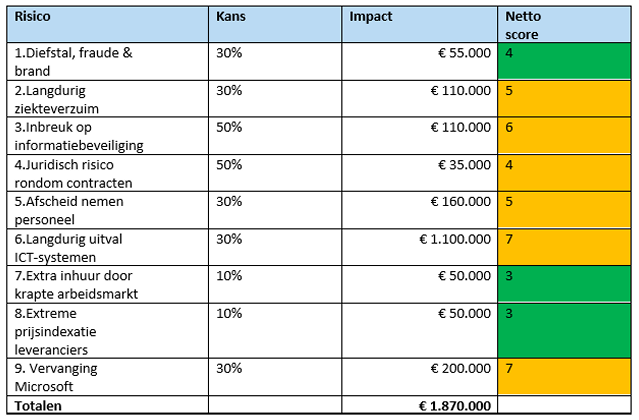 Risico Kans Impact Netto
score
1.Diefstal, fraude & 30% € 55.000 4
brand
2.Langdurig 30% € 110.000 5
ziekteverzuim
3.Inbreuk op 50% € 110.000 6
informatiebeveiliging
4.Juridisch risico 50% € 35.000 4
rondom contracten
5.Afscheid nemen 30% € 160.000 5
personeel
6.Langdurig uitval 30% € 1.100.000 7
ICT-systemen
7.Extra inhuur door 10% € 50.000 3
krapte arbeidsmarkt
8.Extreme 10% € 50.000 3
prijsindexatie
leveranciers
9. Vervanging 30% € 200.000 7
Microsoft
Totalen € 1.870.000